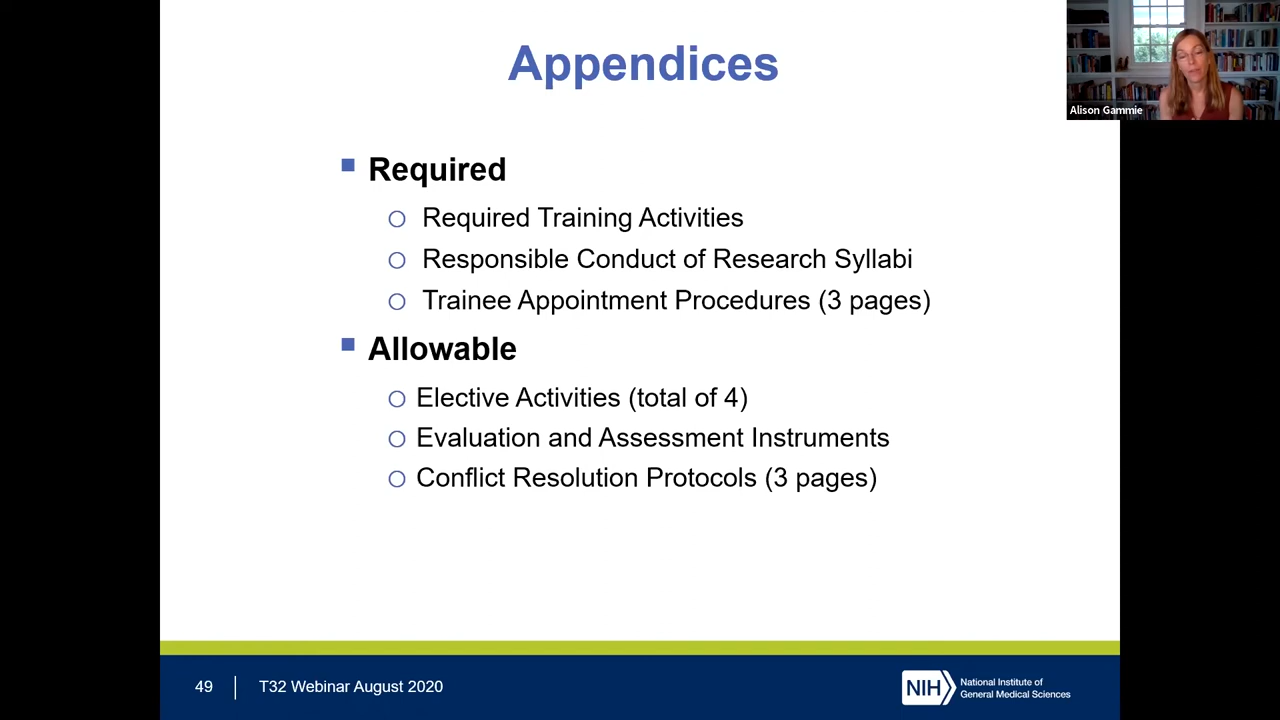 Appendices
Alison Gammie
Required
Required Training Activities
Responsible Conduct of Research Syllabi
Trainee Appointment Procedures (3 pages)
Allowable
Elective Activities (total of 4)
Evaluation and Assessment Instruments
Conflict Resolution Protocols (3 pages)
49
T32 Webinar August 2020
NIH
National Institute of
General Medical Sciences